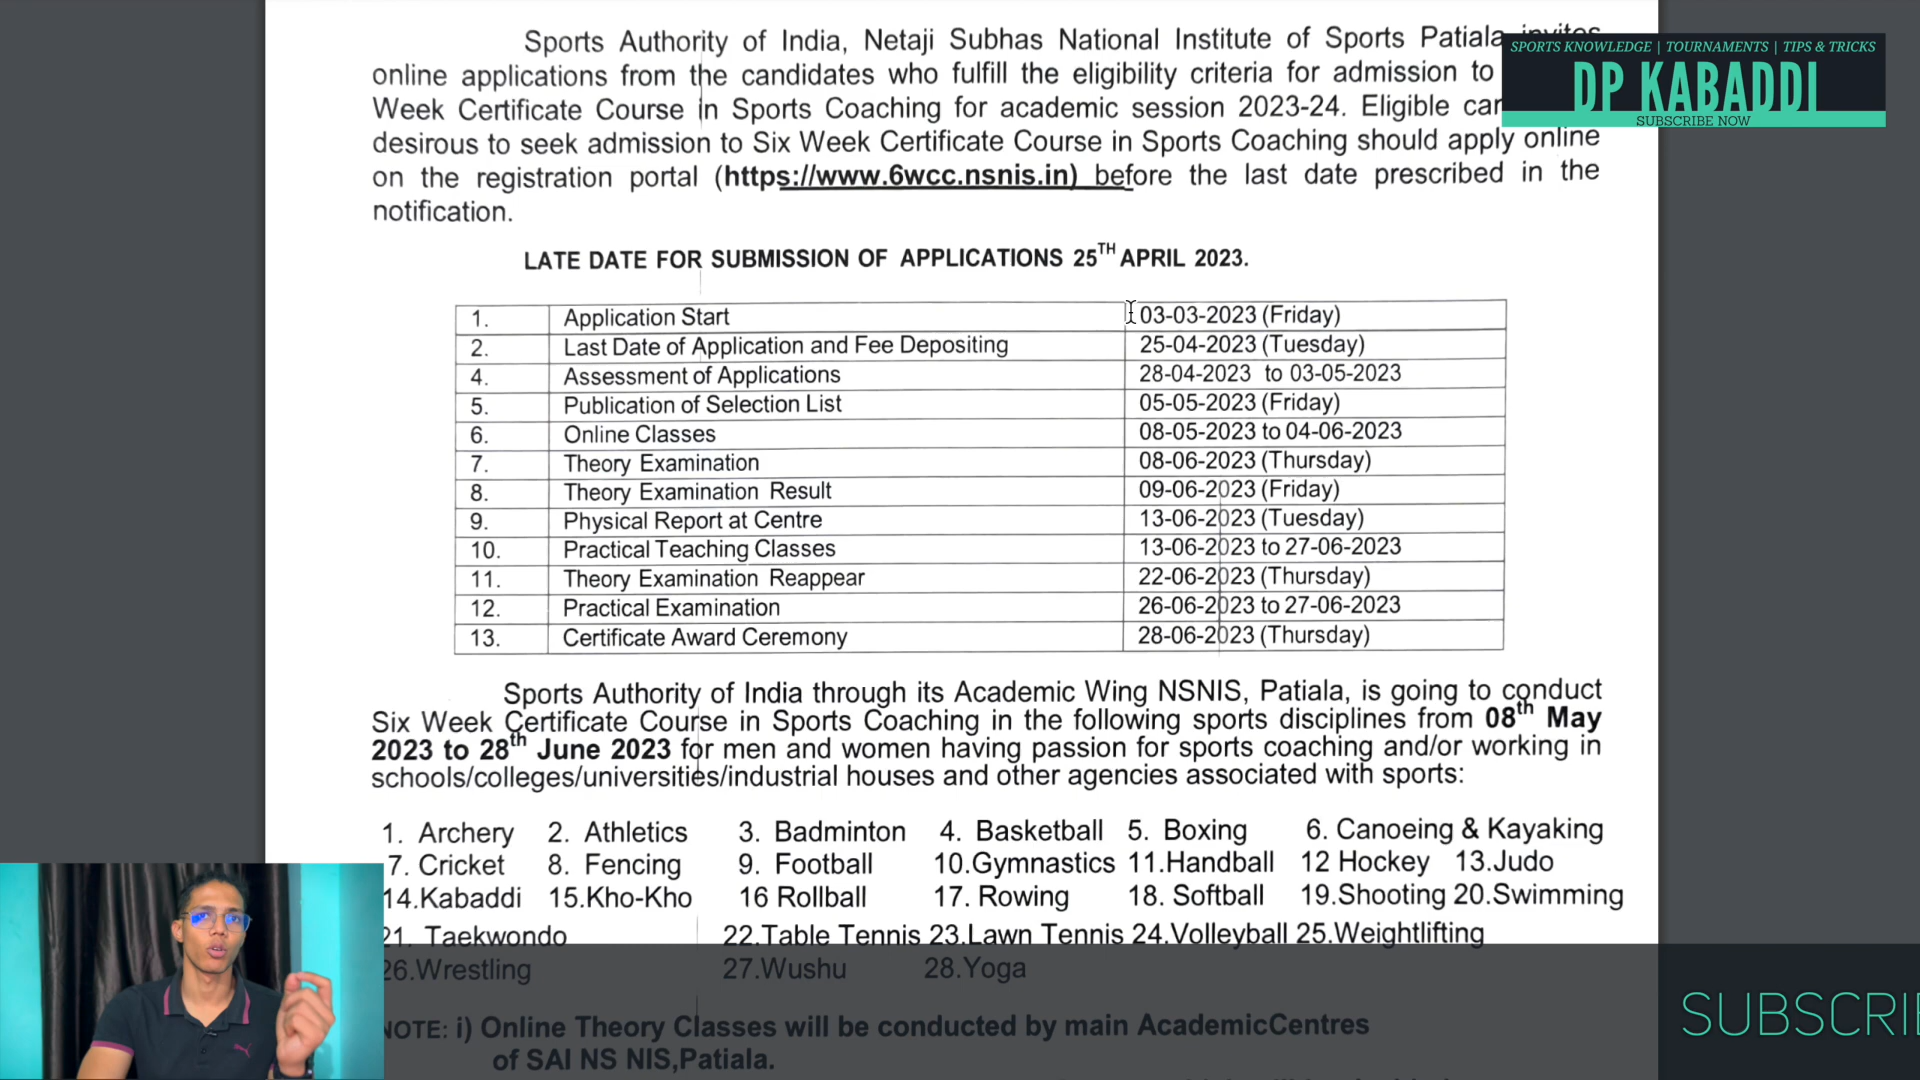 Sports Authority of India, Netaji Subhas National Institute of Sports Patiala invites
online applications from the candidates who fulfill the eligibility criteria for admission to
Week Certificate Course in Sports Coaching for academic session 2023-24. Eligible
desirous to seek admission to Six Week Certificate Course in Sports Coaching should apply online
on the registration portal (https://www.6wcc.nsnis.in) before the last date prescribed in the
notification.
SPORTS KNOWLEDGE | TOURNAMENTS | TIPS & TRICKS
DP KABADDI
SUBSCRIBE NOW
LATE DATE FOR SUBMISSION OF APPLICATIONS 25TH APRIL 2023.
1. Application Start 03-03-2023 (Friday)
2. Last Date of Application and Fee Depositing 25-04-2023 (Tuesday)
4. Assessment of Applications 28-04-2023 to 03-05-2023
5. Publication of Selection List 05-05-2023 (Friday)
6. Online Classes 08-05-2023 to 04-06-2023
7. Theory Examination 08-06-2023 (Thursday)
8. Theory Examination Result 09-06-2023 (Friday)
9. Physical Report at Centre 13-06-2023 (Tuesday)
10. Practical Teaching Classes 13-06-2023 to 27-06-2023
11. Theory Examination Reappear 22-06-2023 (Thursday)
12. Practical Examination 26-06-2023 to 27-06-2023
13. Certificate Award Ceremony 28-06-2023 (Thursday)
Sports Authority of India through its Academic Wing NSNIS, Patiala, is going to conduct
Six Week Certificate Course in Sports Coaching in the following sports disciplines from 08th May
2023 to 28th June 2023 for men and women having passion for sports coaching and/or working in
schools/colleges/universities/industrial houses and other agencies associated with sports:
1. Archery 2. Athletics 3. Badminton 4. Basketball 5. Boxing 6. Canoeing & Kayaking
7. Cricket 8. Fencing 9. Football 10.Gymnastics 11.Handball 12 Hockey 13.Judo
14.Kabaddi 15.Kho-Kho 16 Rollball 17. Rowing 18. Softball 19.Shooting 20.Swimming
21. Taekwondo 22.Table Tennis 23.Lawn Tennis 24.Volleyball 25.Weightlifting
26.Wrestling 27.Wushu 28.Yoga
NOTE: i) Online Theory Classes will be conducted by main AcademicCentres
of SAI NS NIS,Patiala.
SUBSCRI